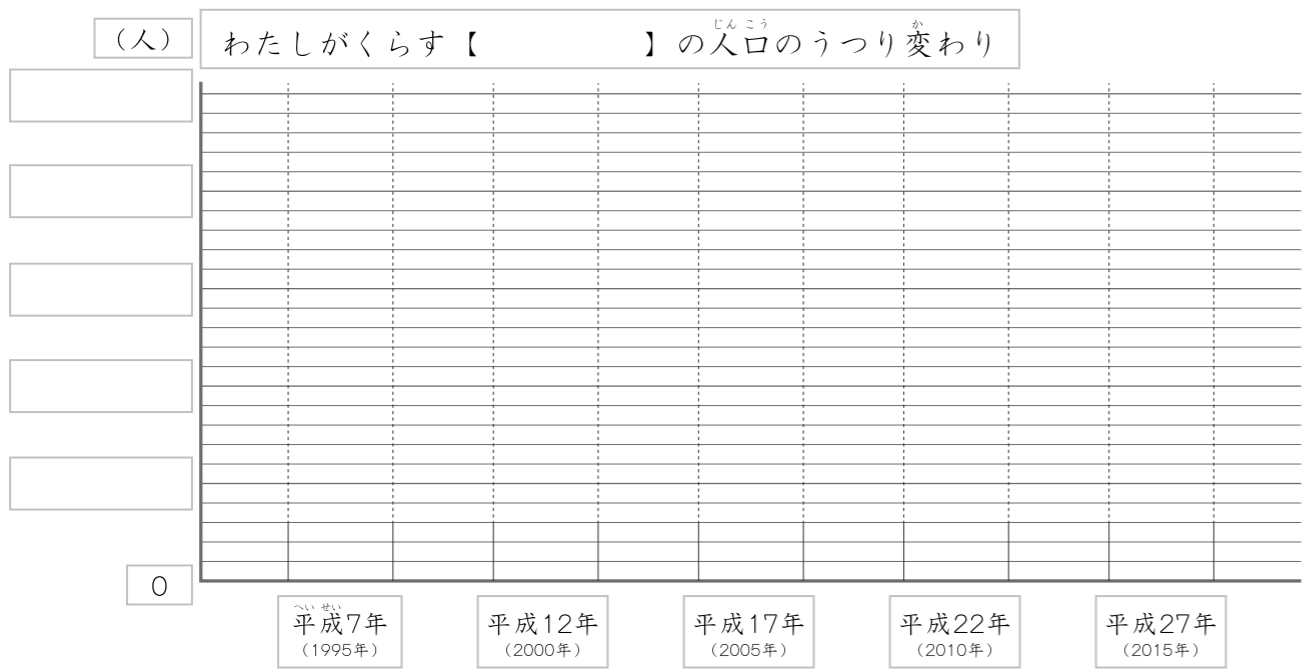 （人）
わたしがくらす【　　　　　】の人口のうつり変わり
じんこう
か
0
平成7年
へいせい
（1995年）
平成12年
（2000年）
平成17年
（2005年）
平成22年
（2010年）
平成27年
（2015年）